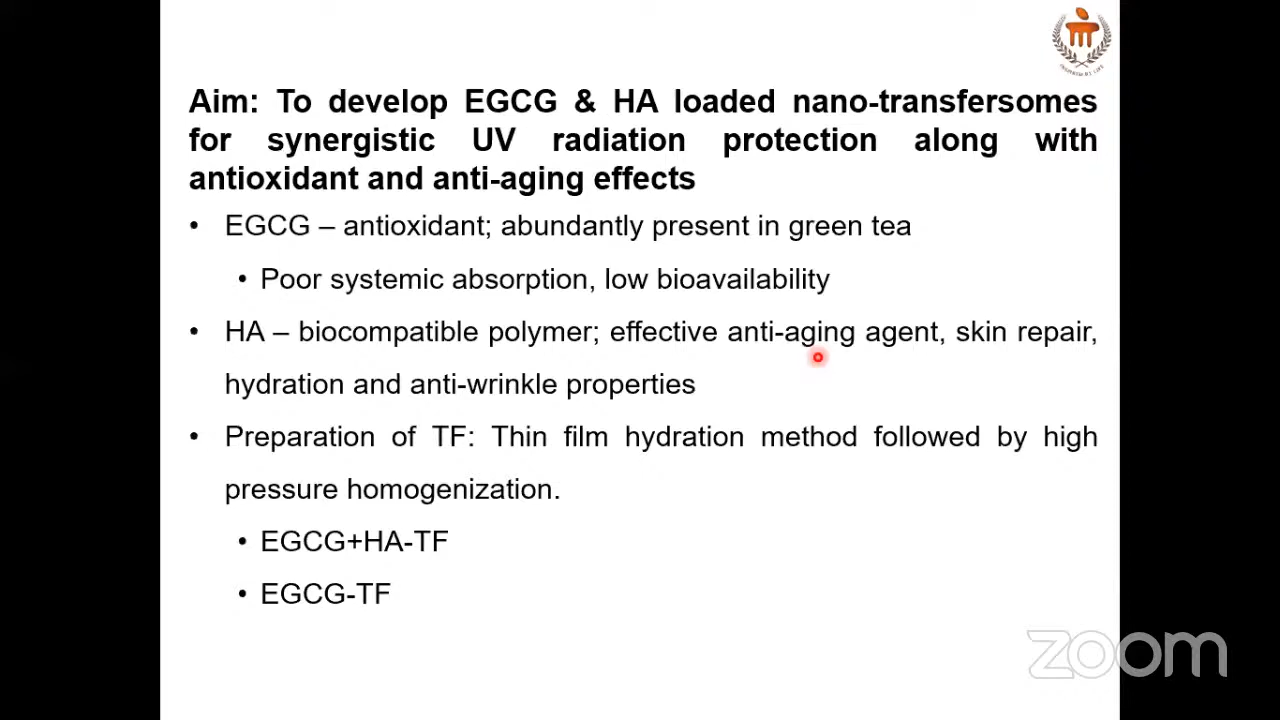 Aim: To develop EGCG & HA loaded nano-transfersomes
for synergistic UV radiation protection along with
antioxidant and anti-aging effects
• EGCG – antioxidant; abundantly present in green tea
• Poor systemic absorption, low bioavailability
• HA – biocompatible polymer; effective anti-aging agent, skin repair,
hydration and anti-wrinkle properties
• Preparation of TF: Thin film hydration method followed by high
pressure homogenization.
• EGCG+HA-TF
• EGCG-TF
zoom